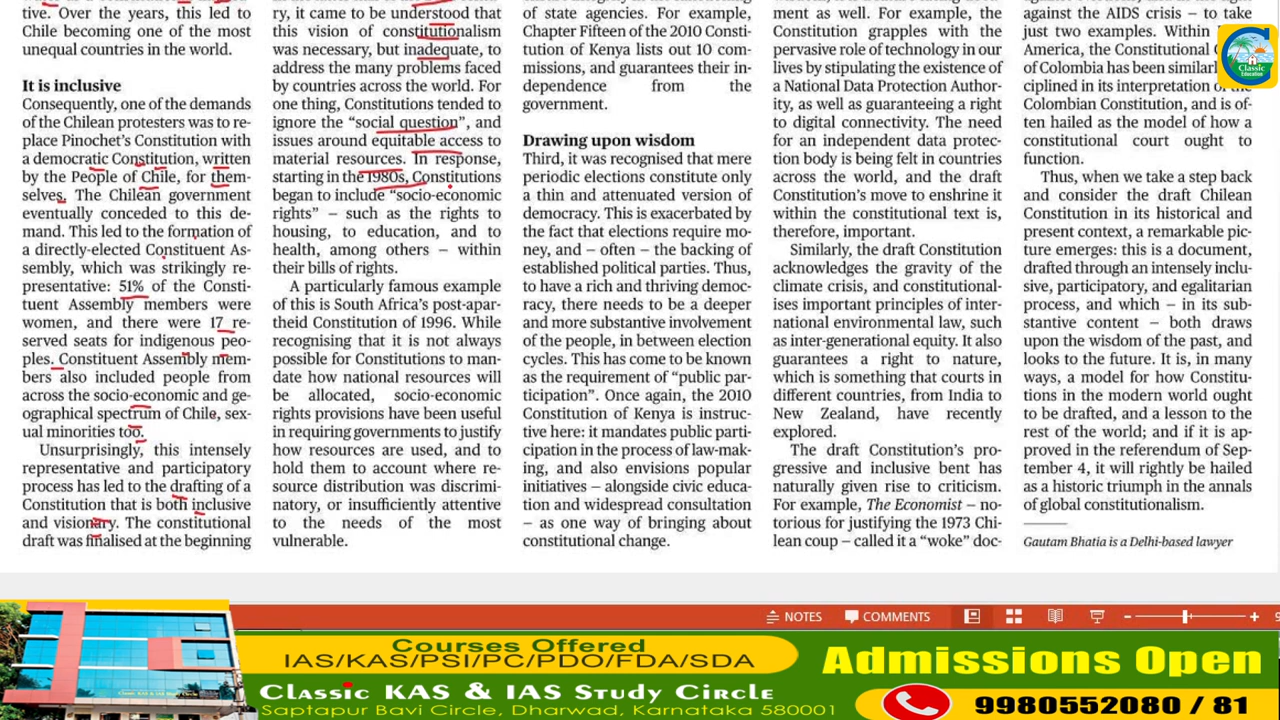 tive. Over the years, this led to
Chile becoming one of the most
unequal countries in the world.
It is inclusive
Consequently, one of the demands
of the Chilean protesters was to re-
place Pinochet's Constitution with
a democratic Constitution, written
by the People of Chile, for them-
selves. The Chilean government
eventually conceded to this de-
mand. This led to the formation of
a directly-elected Constituent As-
sembly, which was strikingly re-
presentative: 51% of the Consti-
tuent Assembly members were
women, and there were 17 re-
served seats for indigenous peo-
ples. Constituent Assembly mem-
bers also included people from
across the socio-economic and ge-
ographical spectrum of Chile, sex-
ual minorities too.
Unsurprisingly, this intensely
representative and participatory
process has led to the drafting of a
Constitution that is both inclusive
and visionary. The constitutional
draft was finalised at the beginning
ry, it came to be understood that
this vision of constitutionalism
was necessary, but inadequate, to
address the many problems faced
by countries across the world. For
one thing, Constitutions tended to
ignore the "social question", and
issues around equitable access to
material resources. In response,
starting in the 1980s, Constitutions
began to include "socio-economic
rights" – such as the rights to
housing, to education, and to
health, among others – within
their bills of rights.
A particularly famous example
of this is South Africa's post-apar-
theid Constitution of 1996. While
recognising that it is not always
possible for Constitutions to man-
date how national resources will
be allocated, socio-economic
rights provisions have been useful
in requiring governments to justify
how resources are used, and to
hold them to account where re-
source distribution was discrimi-
natory, or insufficiently attentive
to the needs of the most
vulnerable.
of state agencies. For example,
Chapter Fifteen of the 2010 Consti-
tution of Kenya lists out 10 com-
missions, and guarantees their in-
dependence from the
government.
Drawing upon wisdom
Third, it was recognised that mere
periodic elections constitute only
a thin and attenuated version of
democracy. This is exacerbated by
the fact that elections require mo-
ney, and – often – the backing of
established political parties. Thus,
to have a rich and thriving democ-
racy, there needs to be a deeper
and more substantive involvement
of the people, in between election
cycles. This has come to be known
as the requirement of "public par-
ticipation". Once again, the 2010
Constitution of Kenya is instruc-
tive here: it mandates public parti-
cipation in the process of law-mak-
ing, and also envisions popular
initiatives – alongside civic educa-
tion and widespread consultation
– as one way of bringing about
constitutional change.
ment as well. For example, the
Constitution grapples with the
pervasive role of technology in our
lives by stipulating the existence of
a National Data Protection Author-
ity, as well as guaranteeing a right
to digital connectivity. The need
for an independent data protec-
tion body is being felt in countries
across the world, and the draft
Constitution's move to enshrine it
within the constitutional text is,
therefore, important.
Similarly, the draft Constitution
acknowledges the gravity of the
climate crisis, and constitutional-
ises important principles of inter-
national environmental law, such
as inter-generational equity. It also
guarantees a right to nature,
which is something that courts in
different countries, from India to
New Zealand, have recently
explored.
The draft Constitution's pro-
gressive and inclusive bent has
naturally given rise to criticism.
For example, The Economist – no-
torious for justifying the 1973 Chi-
lean coup – called it a "woke" doc-
against the AIDS crisis – to take
just two examples. Within
America, the Constitutional
of Colombia has been similar
ciplined in its interpretation of the
Colombian Constitution, and is of-
ten hailed as the model of how a
constitutional court ought to
function.
Thus, when we take a step back
and consider the draft Chilean
Constitution in its historical and
present context, a remarkable pic-
ture emerges: this is a document,
drafted through an intensely inclu-
sive, participatory, and egalitarian
process, and which – in its sub-
stantive content – both draws
upon the wisdom of the past, and
looks to the future. It is, in many
ways, a model for how Constitu-
tions in the modern world ought
to be drafted, and a lesson to the
rest of the world; and if it is ap-
proved in the referendum of Sep-
tember 4, it will rightly be hailed
as a historic triumph in the annals
of global constitutionalism.
Gautam Bhatia is a Delhi-based lawyer
Classic
Education
NOTES COMMENTS
Courses Offered
IAS/KAS/PSI/PC/PDO/FDA/SDA
Classic KAS & IAS Study Circle
Saptapur Bavi Circle, Dharwad, Karnataka 580001
Admissions Open
9980552080 / 81